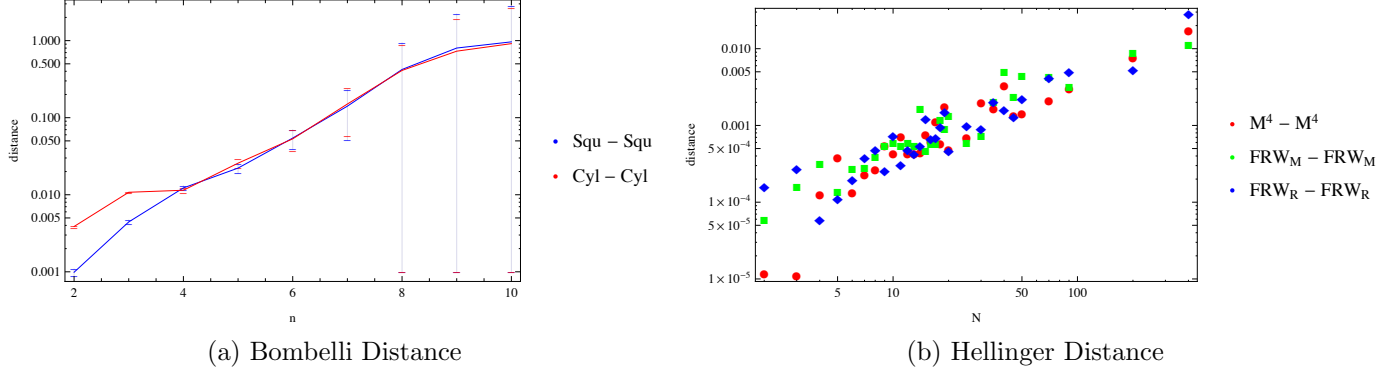 1.000
0.500
0.100
0.050
0.010
0.005
0.001
distance
2
4
6
8
10
n
Squ – Squ
Cyl – Cyl
(a) Bombelli Distance
0.010
0.005
0.001
5 × 10⁻⁴
1 × 10⁻⁴
5 × 10⁻⁵
1 × 10⁻⁵
distance
5
10
50
100
N
M⁴ – M⁴
FRW_M – FRW_M
FRW_R – FRW_R
(b) Hellinger Distance